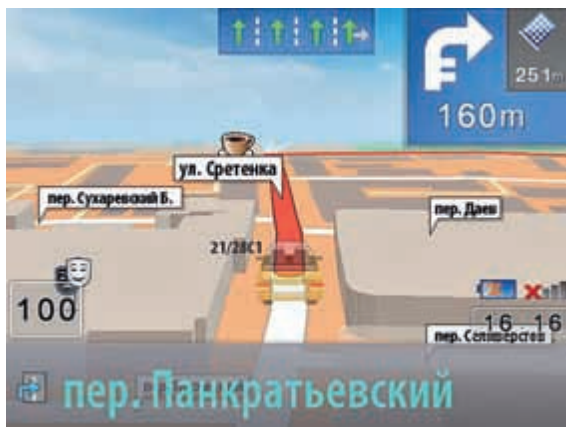 251m
160m
ул. Сретенка
пер. Сухаревский Б.
пер. Даев
21/28С1
100
16 16
пер. Селиверстов
пер. Панкратьевский